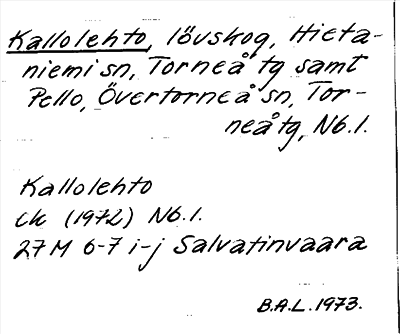 Kallolehto, lövskog, Hieta-
niemi sn, Torneå tg samt
Pello, Övertorneå sn, Tor-
neå tg, Nb.l.
Kallolehto
ek (1972) Nb.l.
27 M 6-7 i-j Salvatinvaara
B.A.L. 1973.